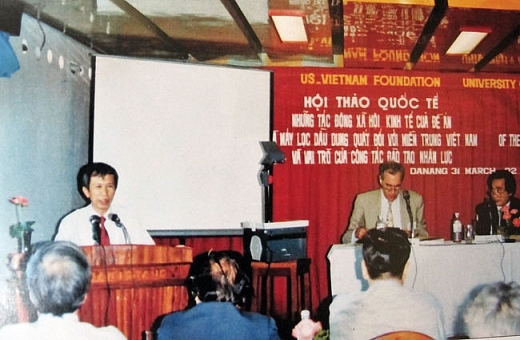 US-VIETNAM FOUNDATION UNIVERSITY
HỘI THẢO QUỐC TẾ
NHỮNG TÁC ĐỘNG XÃ HỘI KINH TẾ CỦA ĐỀ ÁN
MÁY LỌC DẦU DUNG QUẤT ĐỐI VỚI MIỀN TRUNG VIỆT NAM OF THE
VÀ VAI TRÒ CỦA CÔNG TÁC ĐÀO TẠO NHÂN LỰC
DANANG 31 MARCH